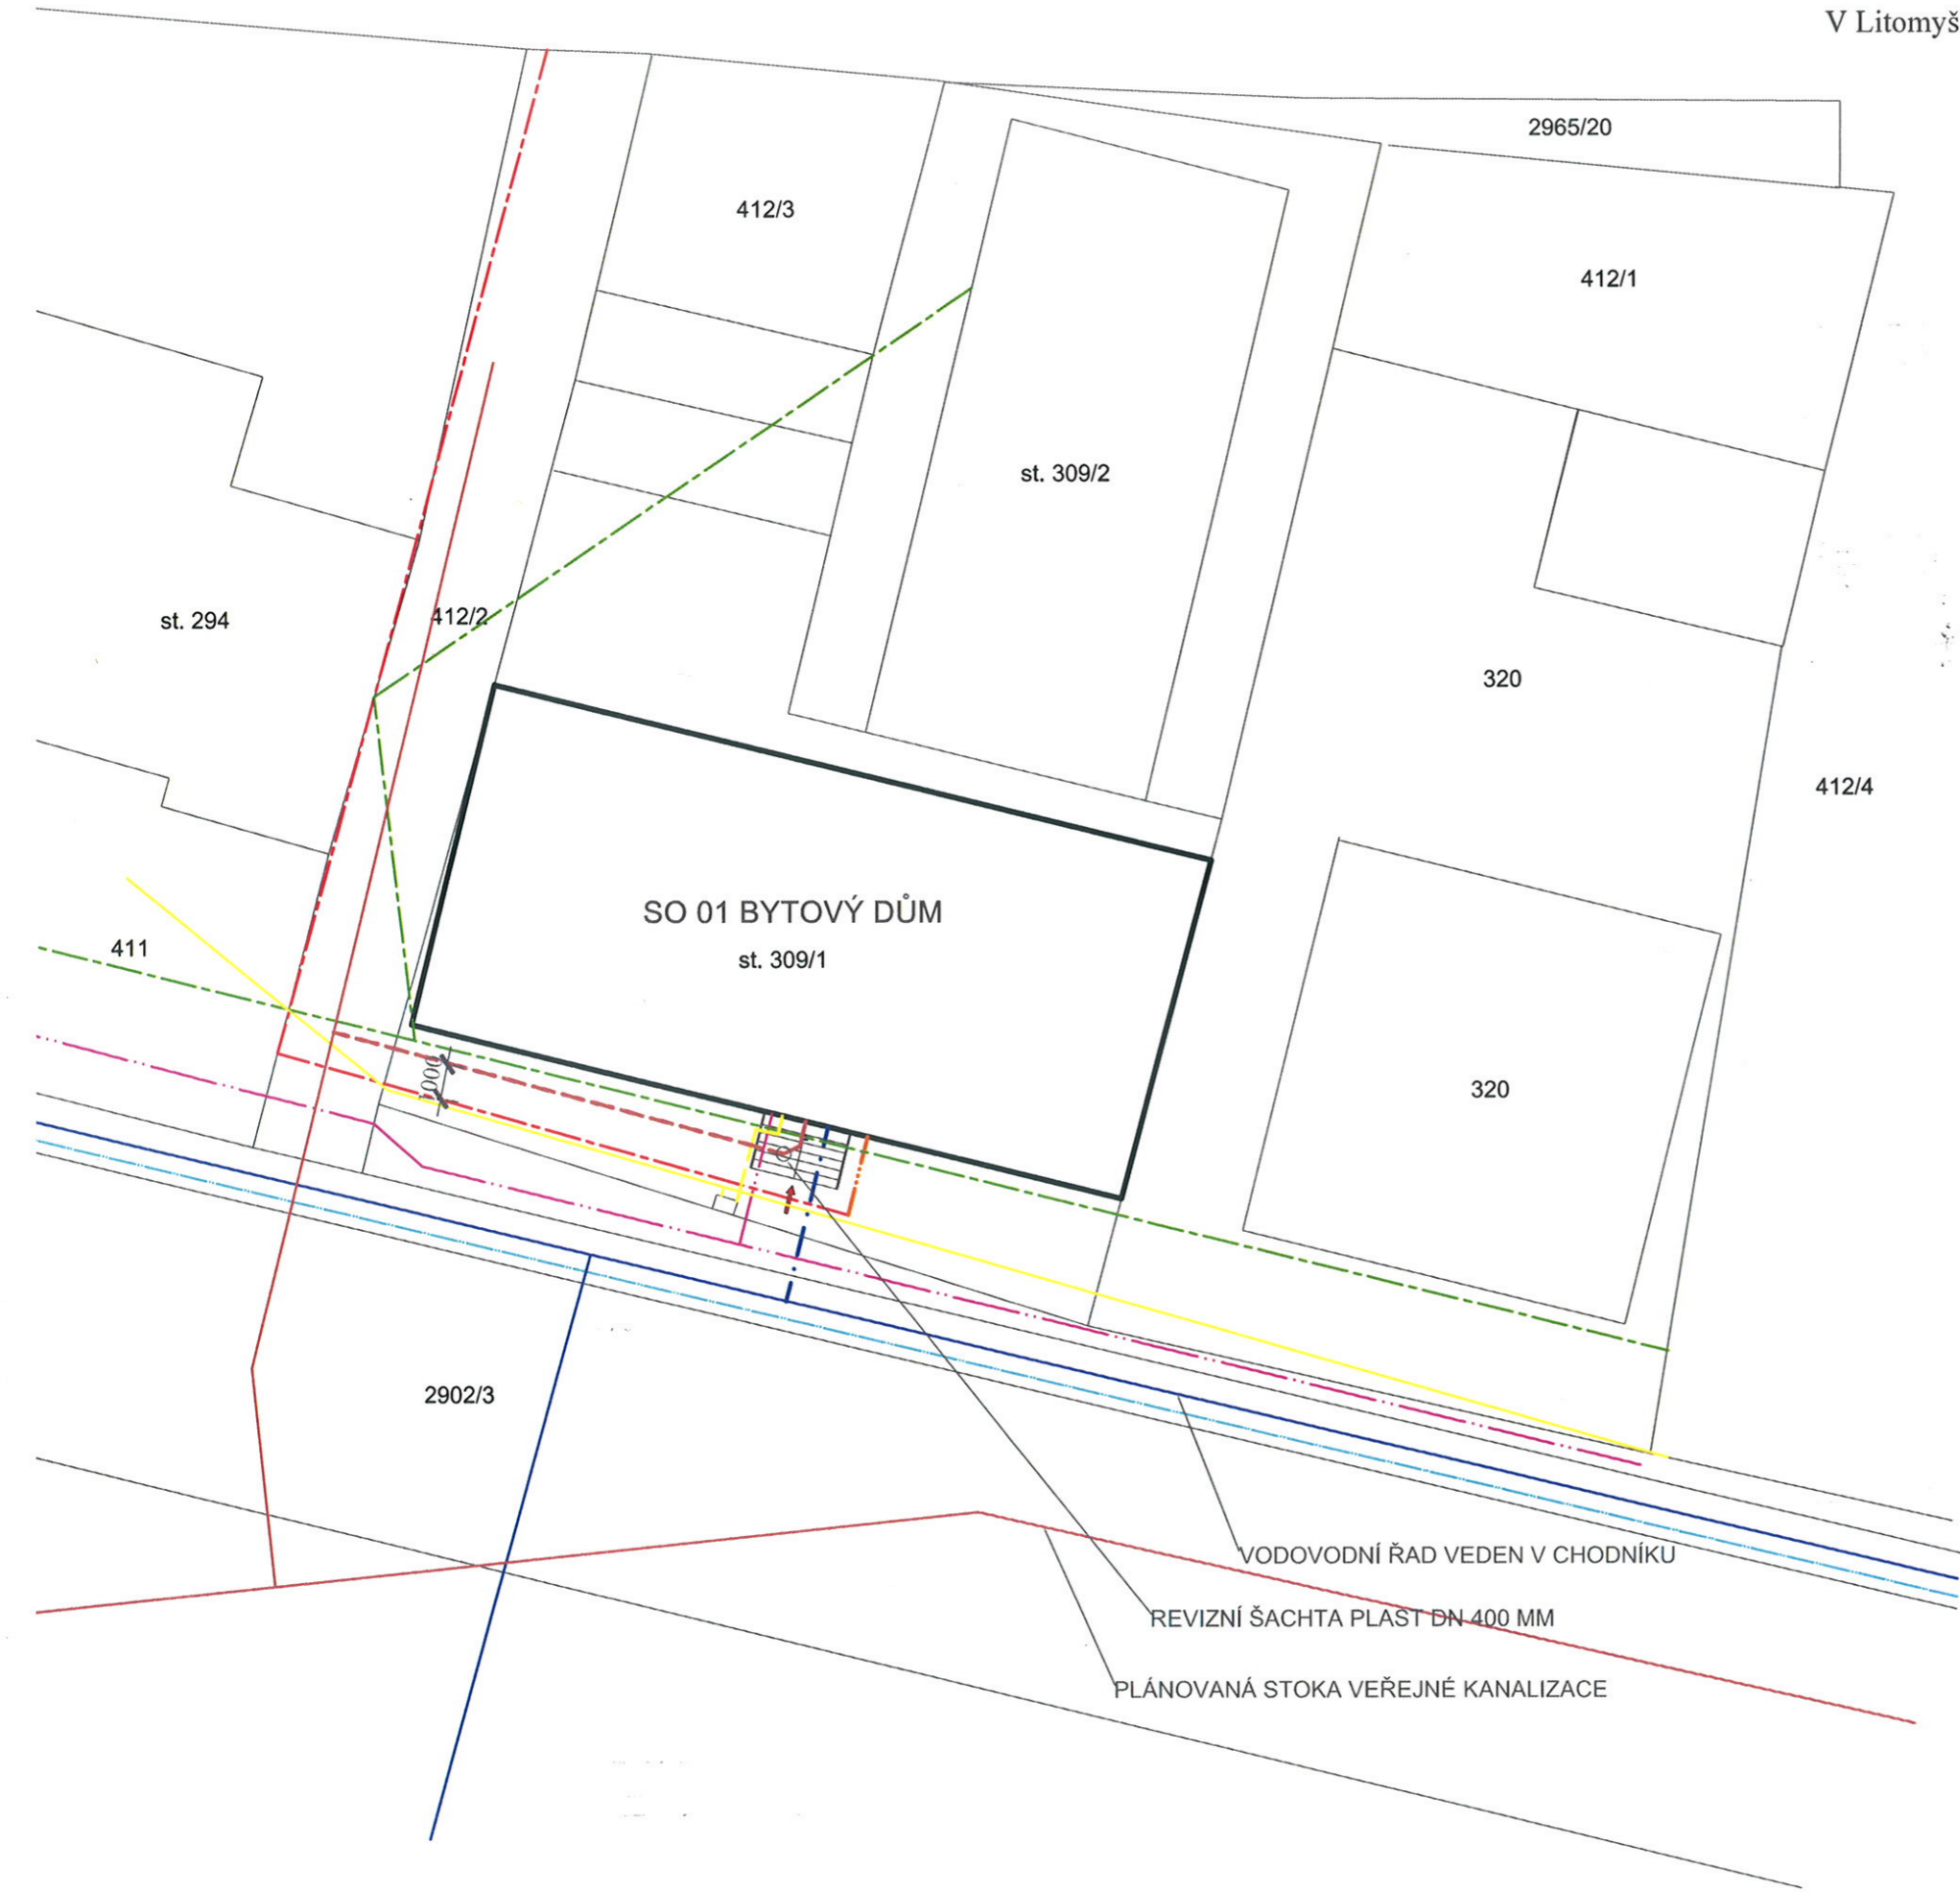 V Litomyš
2965/20
412/3
412/1
st. 309/2
st. 294
412/2
320
412/4
SO 01 BYTOVÝ DŮM
st. 309/1
411
320
2902/3
VODOVODNÍ ŘAD VEDEN V CHODNÍKU
REVIZNÍ ŠACHTA PLAST DN 400 MM
PLÁNOVANÁ STOKA VEŘEJNÉ KANALIZACE